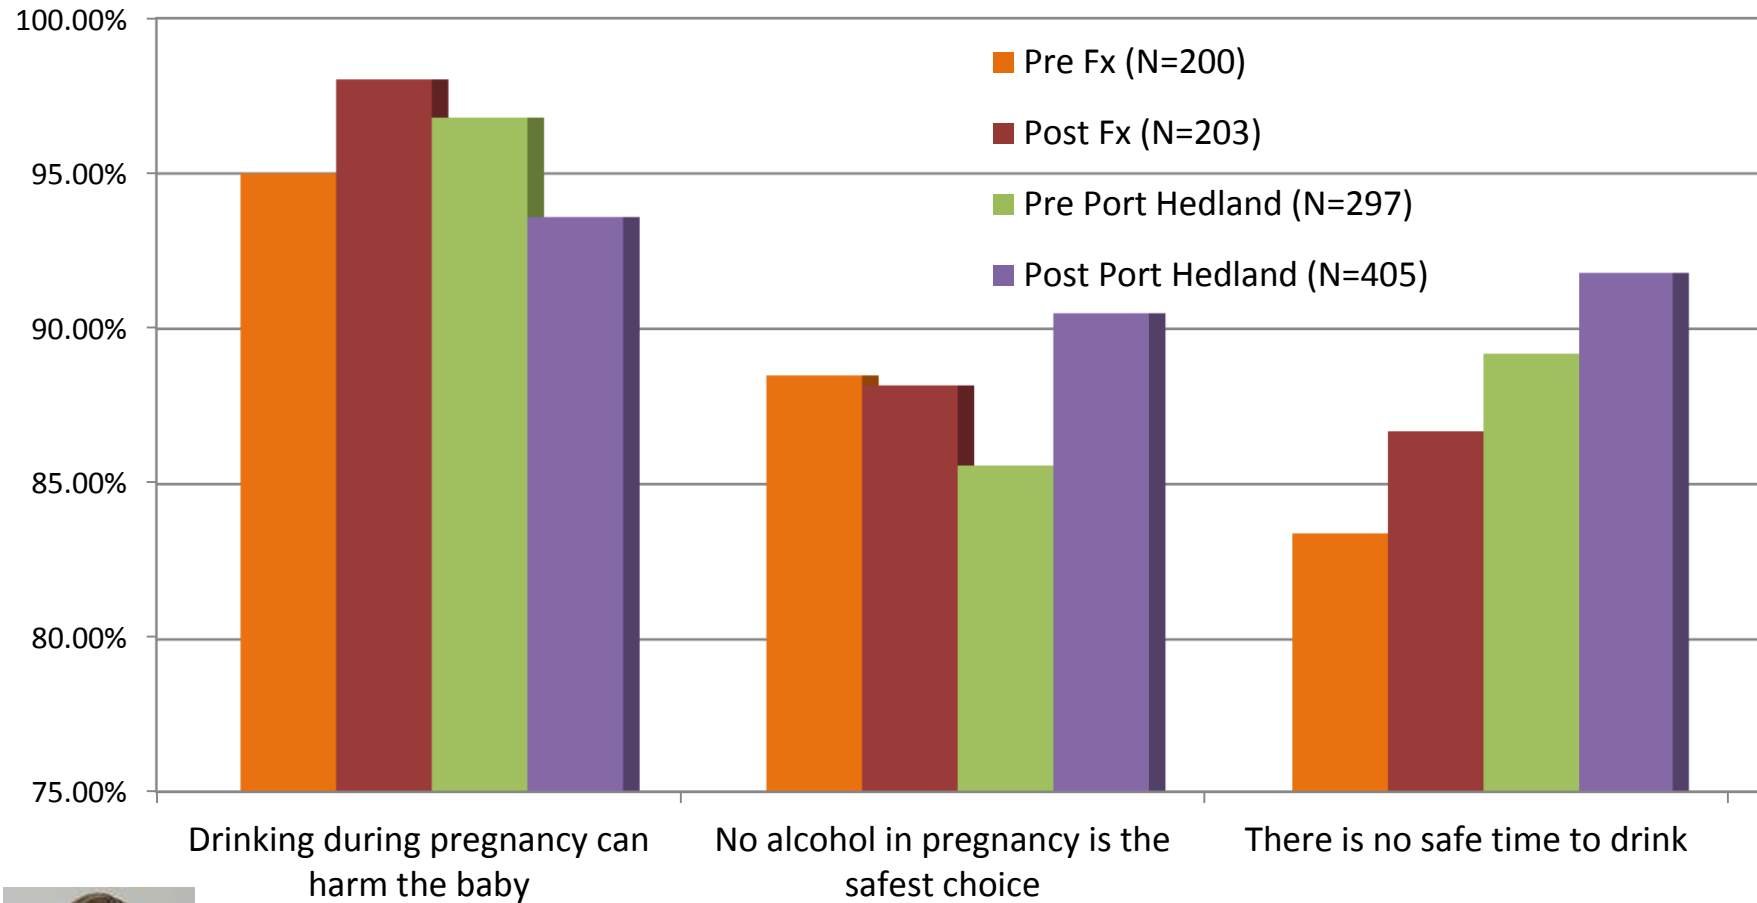 100.00%
95.00%
90.00%
85.00%
80.00%
75.00%
Pre Fx (N=200)
Post Fx (N=203)
Pre Port Hedland (N=297)
Post Port Hedland (N=405)
Drinking during pregnancy can
harm the baby
No alcohol in pregnancy is the
safest choice
There is no safe time to drink